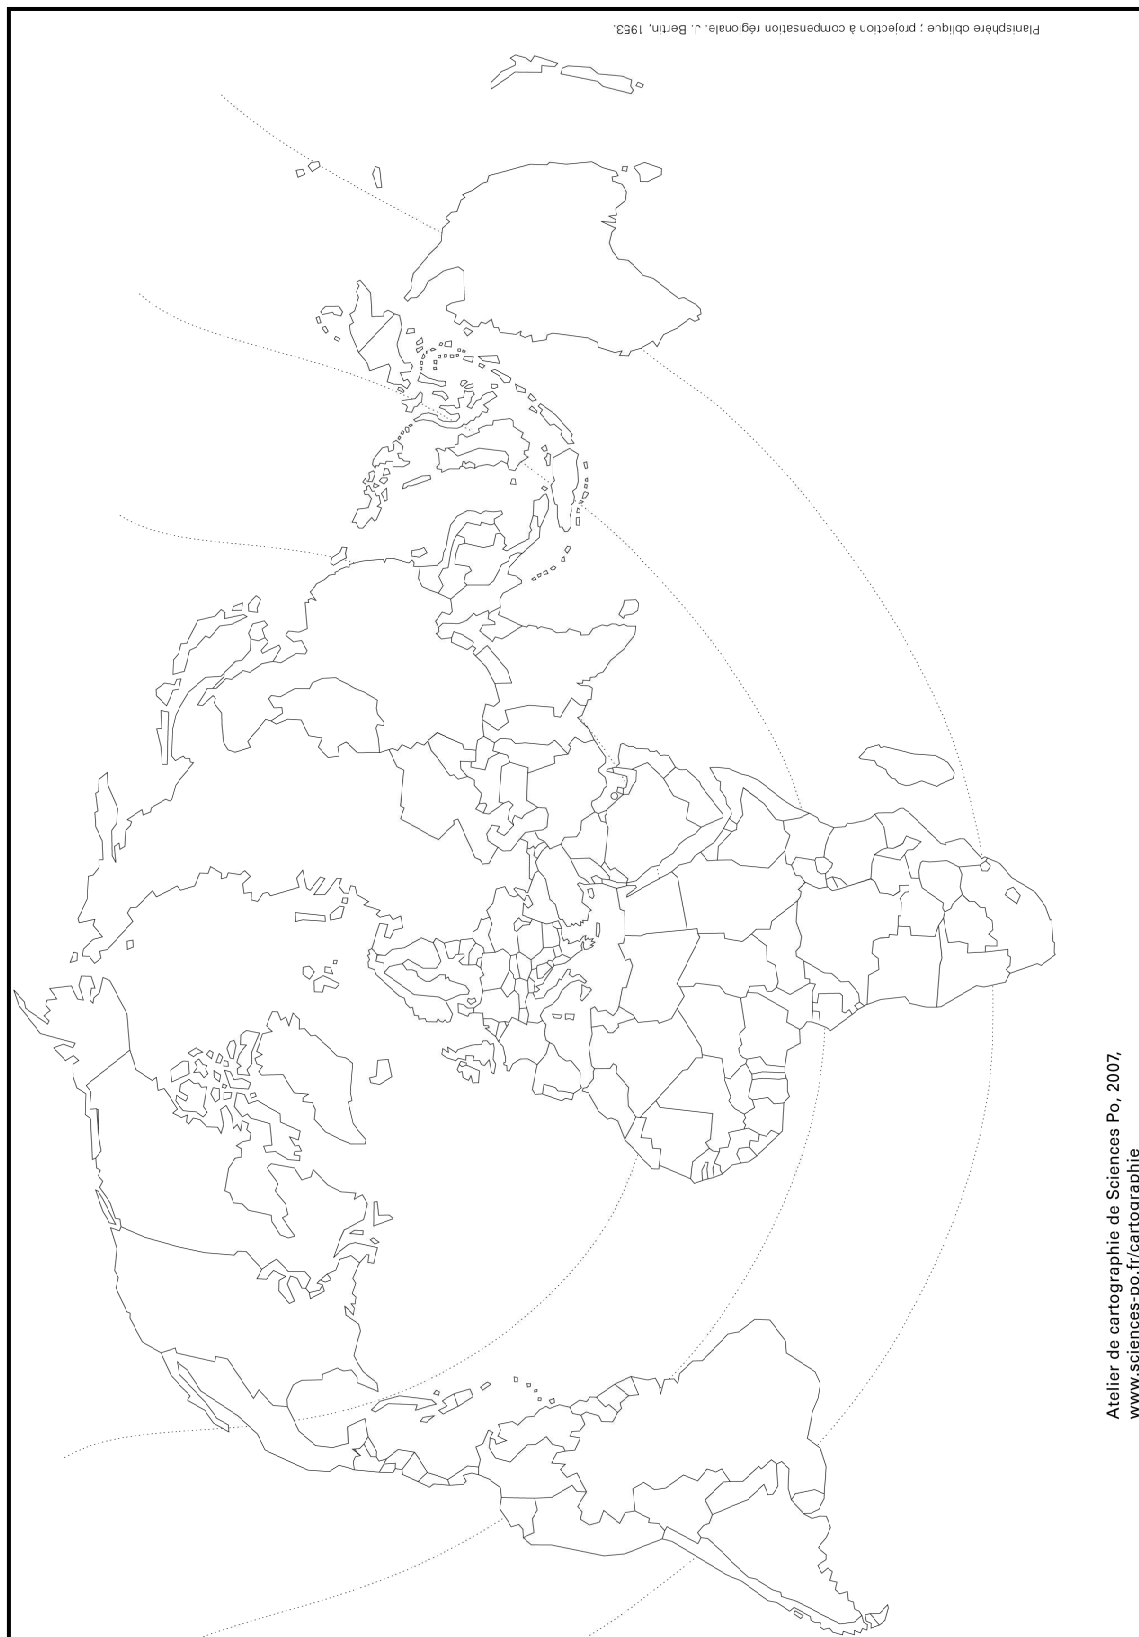 Planisphère oblique ; projection à compensation régionale. J. Bertin, 1953.
Atelier de cartographie de Sciences Po, 2007,
www.sciences-po.fr/cartographie